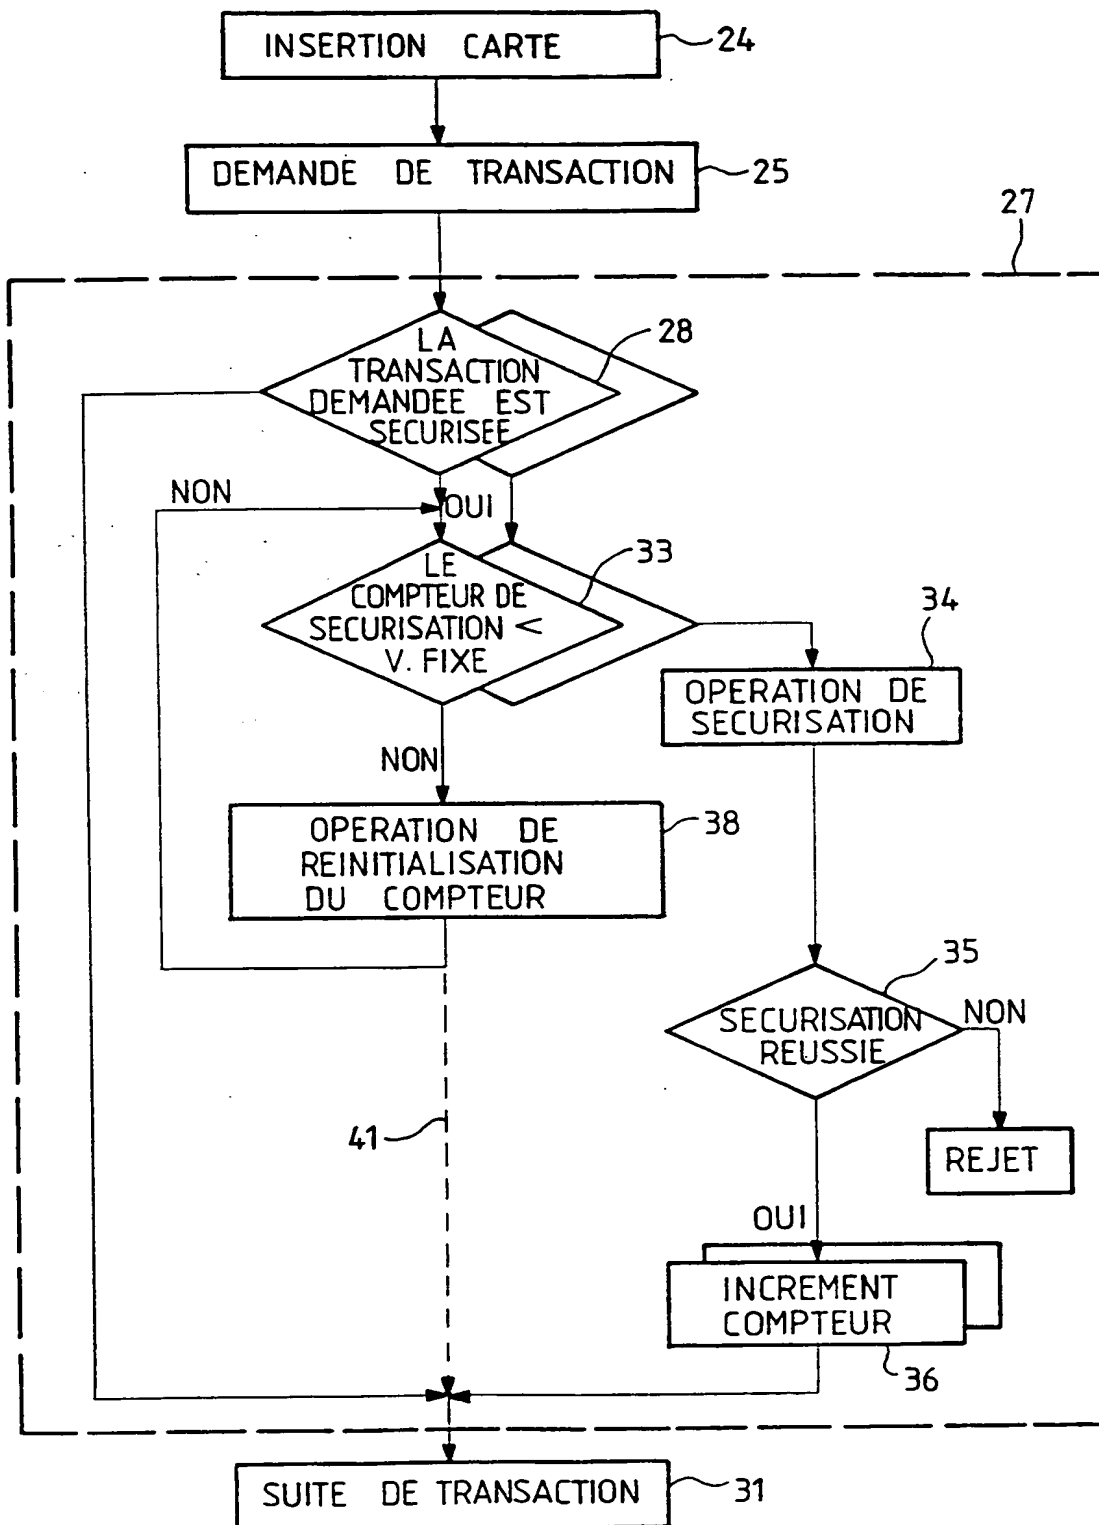 INSERTION CARTE
24
DEMANDE DE TRANSACTION
25
27
LA
TRANSACTION
DEMANDEE EST
SECURISEE
28
NON
OUI
LE
COMPTEUR DE
SECURISATION <
V. FIXE
33
34
OPERATION DE
SECURISATION
NON
OPERATION DE
REINITIALISATION
DU COMPTEUR
38
35
SECURISATION
REUSSIE
NON
41
REJET
OUI
INCREMENT
COMPTEUR
36
SUITE DE TRANSACTION
31